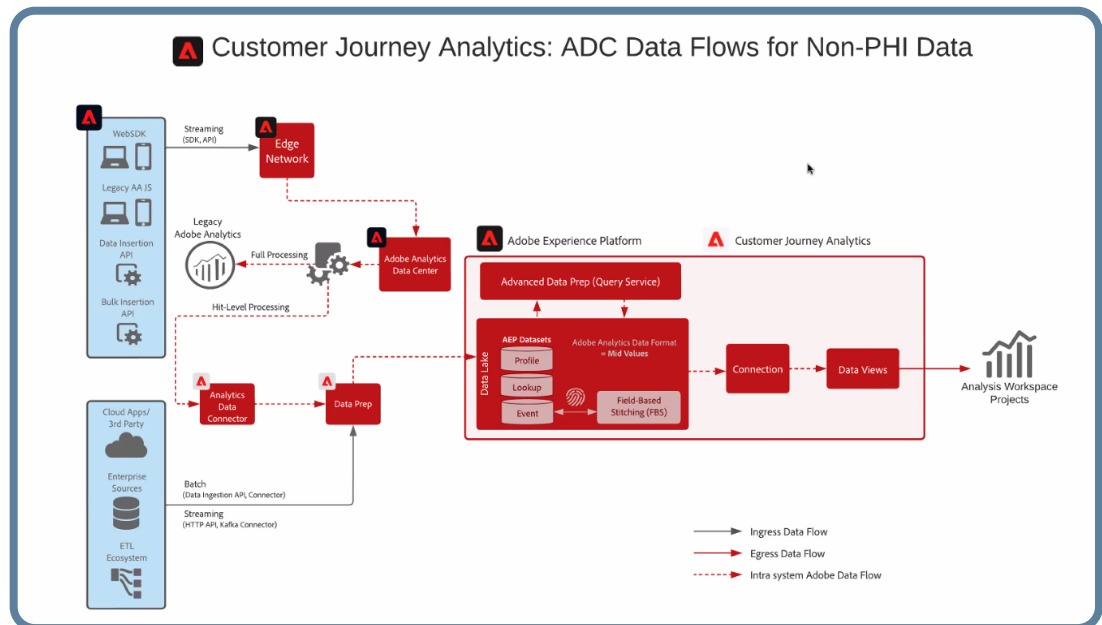 Customer Journey Analytics: ADC Data Flows for Non-PHI Data
WebSDK
Legacy AA JS
Data Insertion
API
Bulk Insertion
API
Streaming
(SDK, API)
Edge
Network
Legacy
Adobe Analytics
Full Processing
Adobe Analytics
Data Center
Hit-Level Processing
Analytics
Data
Connector
Data Prep
Cloud Apps/
3rd Party
Enterprise
Sources
ETL
Ecosystem
Batch
(Data Ingestion API, Connector)
Streaming
(HTTP API, Kafka Connector)
Adobe Experience Platform
Customer Journey Analytics
Advanced Data Prep (Query Service)
Data Lake
AEP Datasets
Profile
Lookup
Event
Adobe Analytics Data Format
= Mid Values
Field-Based
Stitching (FBS)
Connection
Data Views
Analysis Workspace
Projects
Ingress Data Flow
Egress Data Flow
Intra system Adobe Data Flow